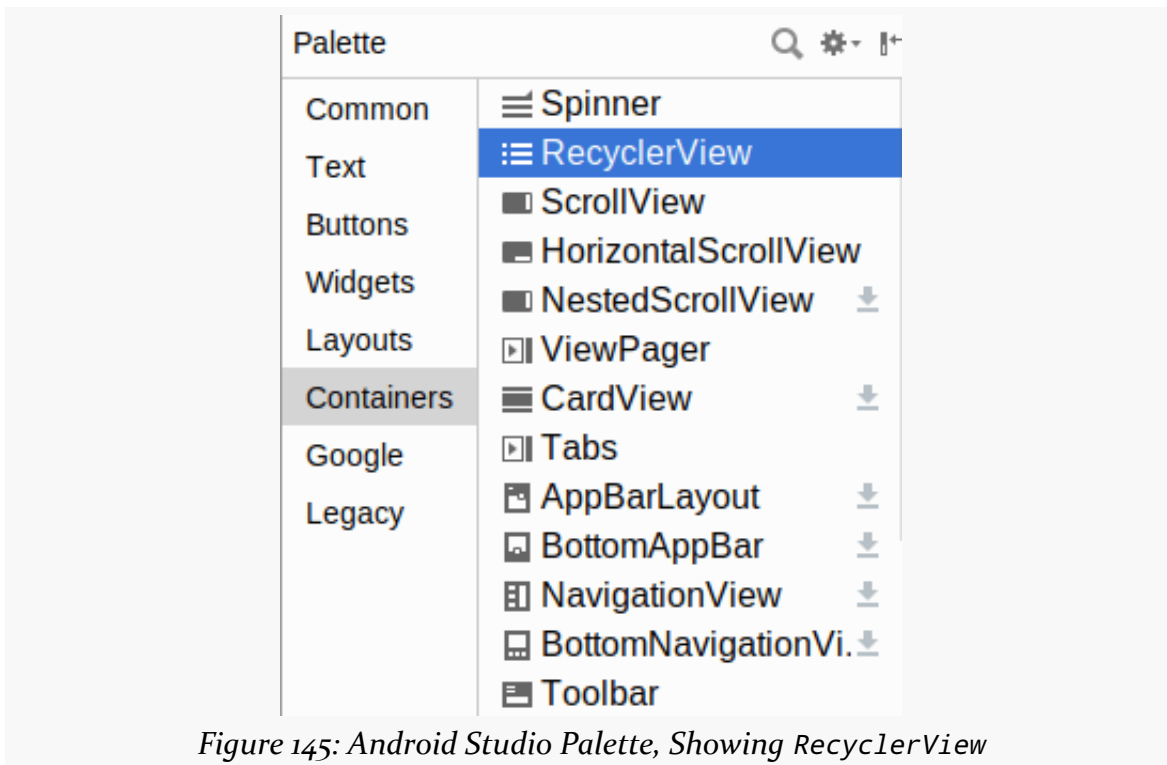 Palette
Common
Text
Buttons
Widgets
Layouts
Containers
Google
Legacy
Spinner
RecyclerView
ScrollView
HorizontalScrollView
NestedScrollView
ViewPager
CardView
Tabs
AppBarLayout
BottomAppBar
NavigationView
BottomNavigationVi.
Toolbar
Figure 145: Android Studio Palette, Showing RecyclerView